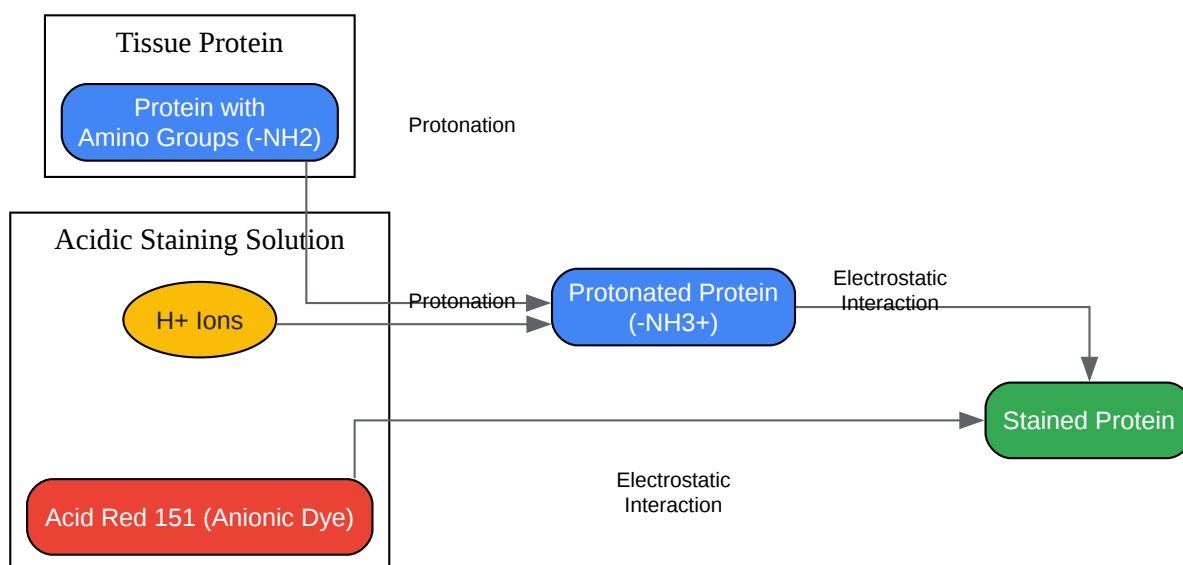 Tissue Protein
Protein with
Amino Groups (-NH2)
Protonation
Acidic Staining Solution
H+ Ions
Protonation
Protonated Protein
(-NH3+)
Electrostatic
Interaction
Stained Protein
Electrostatic
Interaction
Acid Red 151 (Anionic Dye)